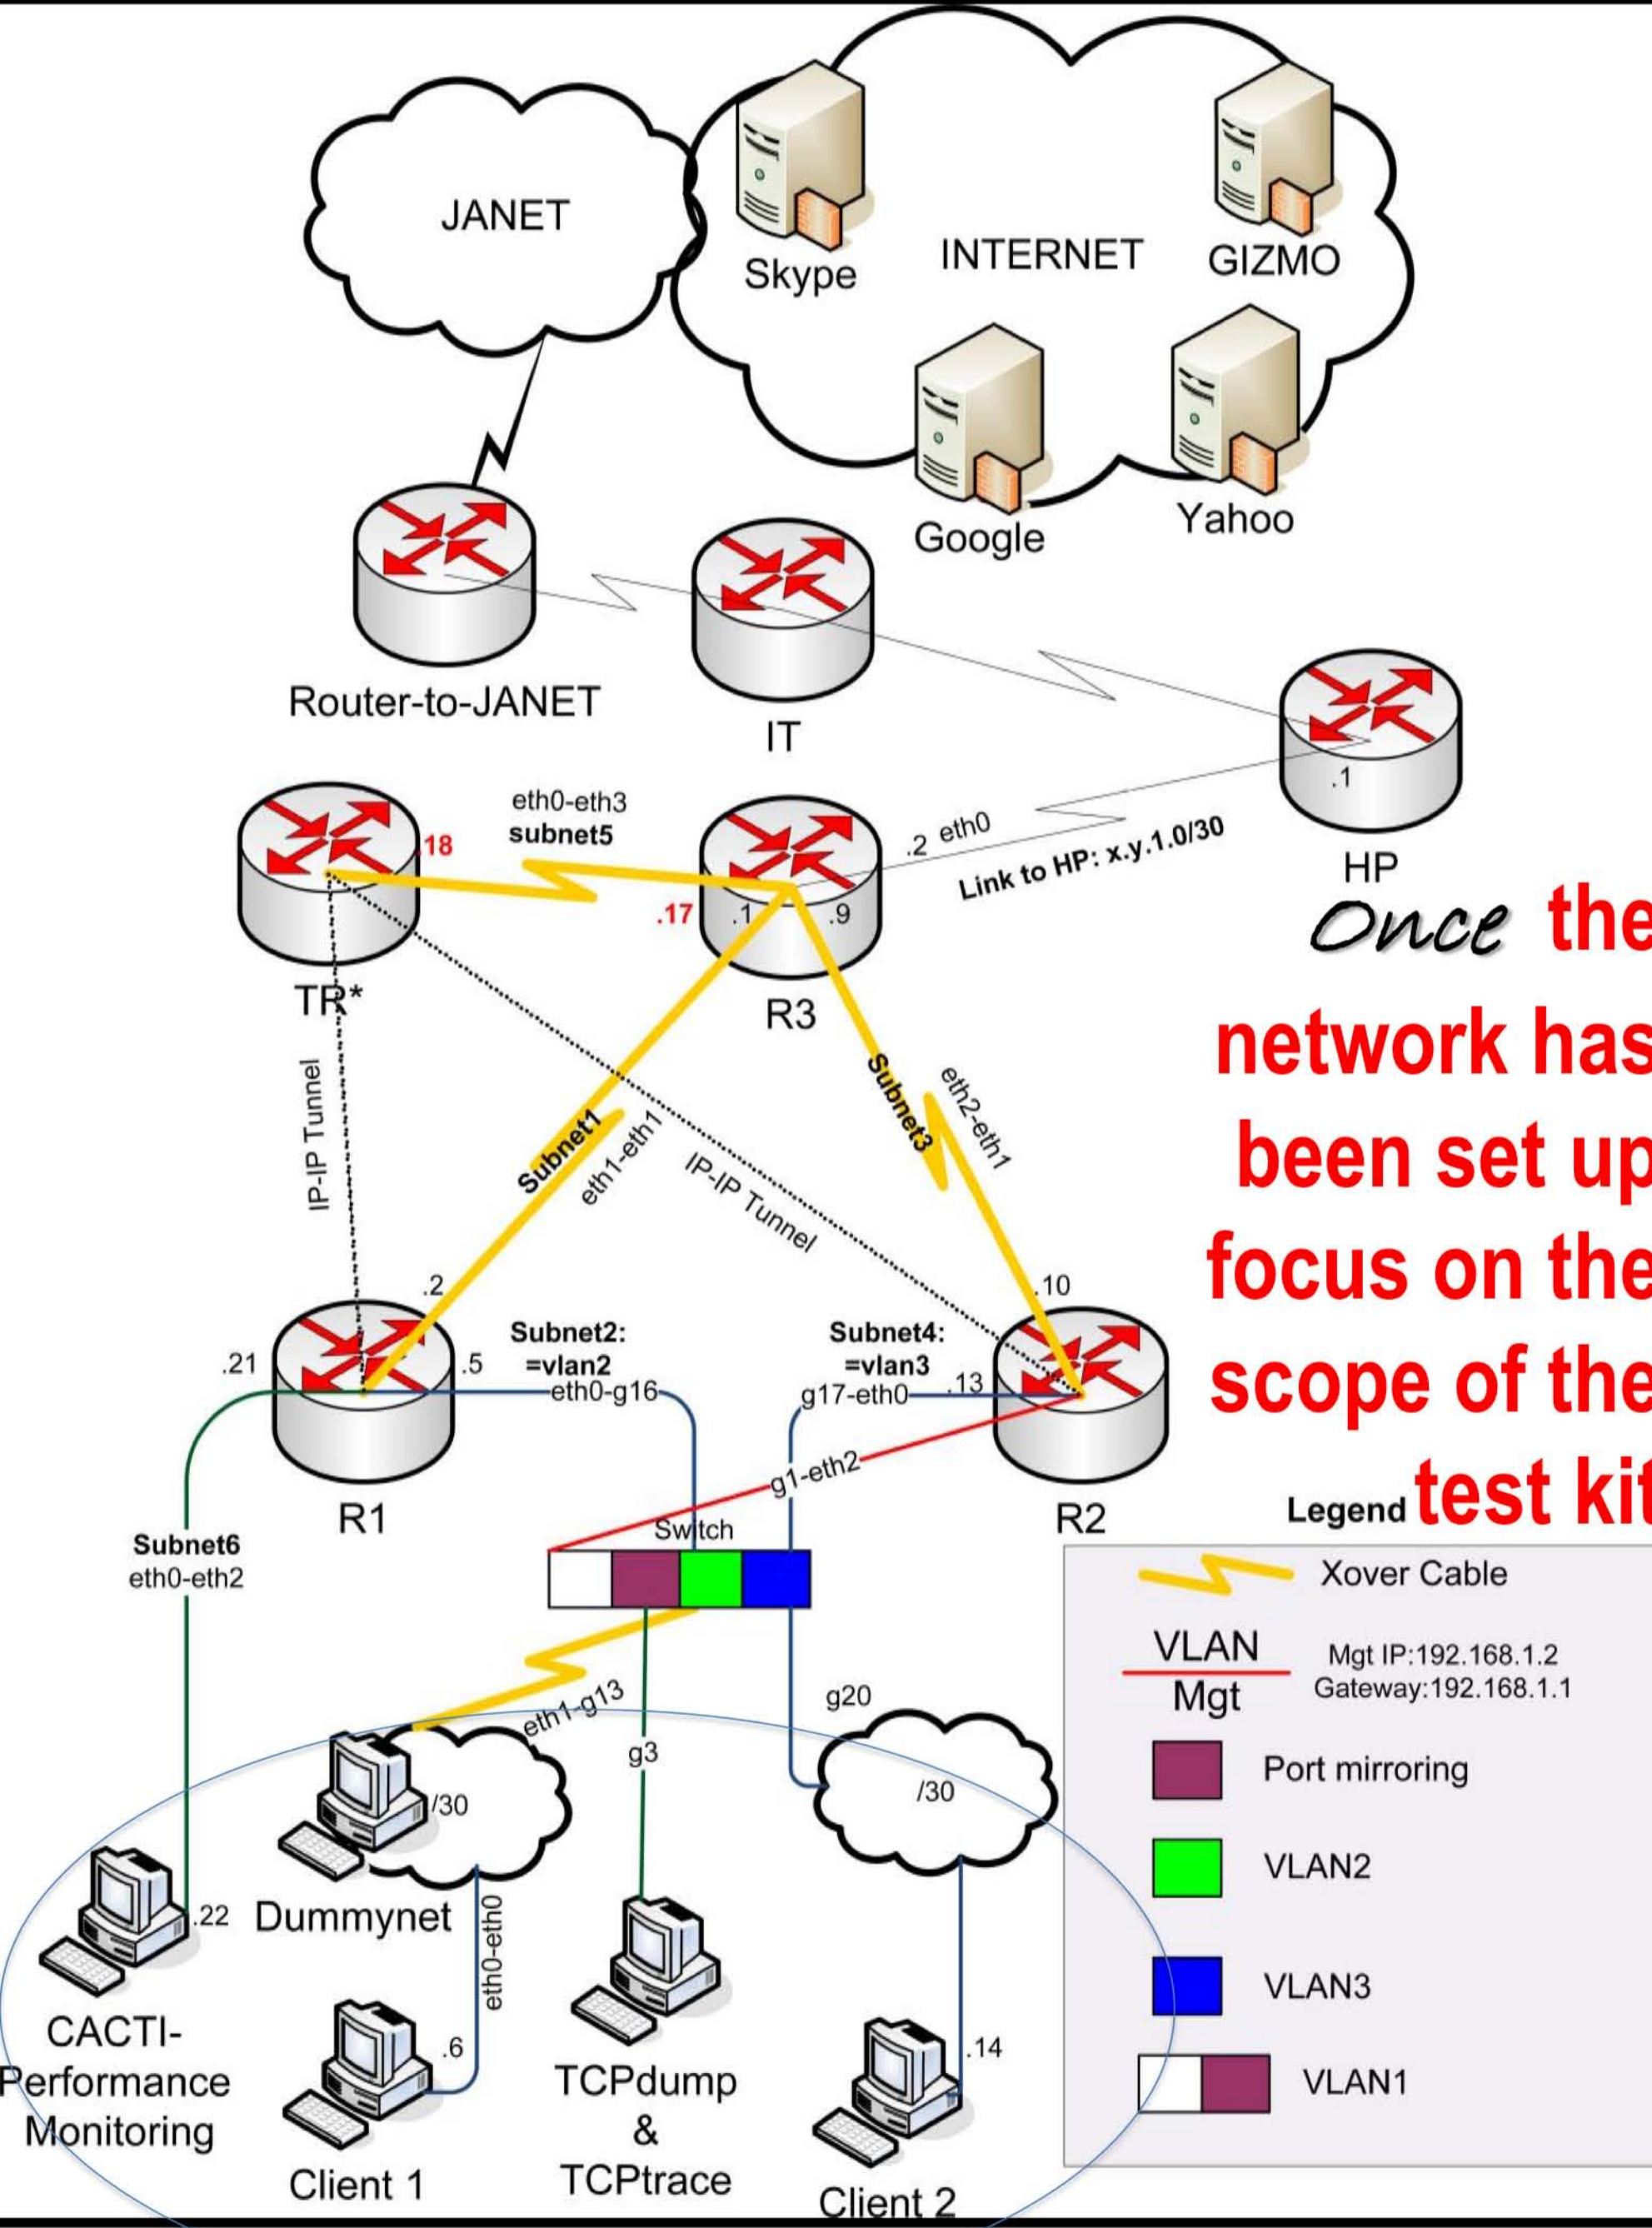 JANET
Skype
INTERNET
GIZMO
Google
Yahoo
Router-to-JANET
IT
HP
.1
eth0-eth3
subnet5
.18
.17
.1
.9
.2 eth0
Link to HP: x.y.1.0/30
TR*
R3
Once the
network has
been set up
focus on the
scope of the
test kit
IP-IP Tunnel
Subnet1
eth1-eth1
IP-IP Tunnel
Subnet3
eth2-eth1
.2
.10
.21
.5
Subnet2:
=vlan2
eth0-g16
Subnet4:
=vlan3
g17-eth0
.13
g1-eth2
R1
R2
Switch
Subnet6
eth0-eth2
Legend
Xover Cable
VLAN
Mgt
Mgt IP:192.168.1.2
Gateway:192.168.1.1
Port mirroring
VLAN2
VLAN3
VLAN1
eth1-g13
g3
g20
/30
/30
.22
Dummynet
eth0-eth0
CACTI-
Performance
Monitoring
.6
Client 1
TCPdump
&
TCPtrace
.14
Client 2